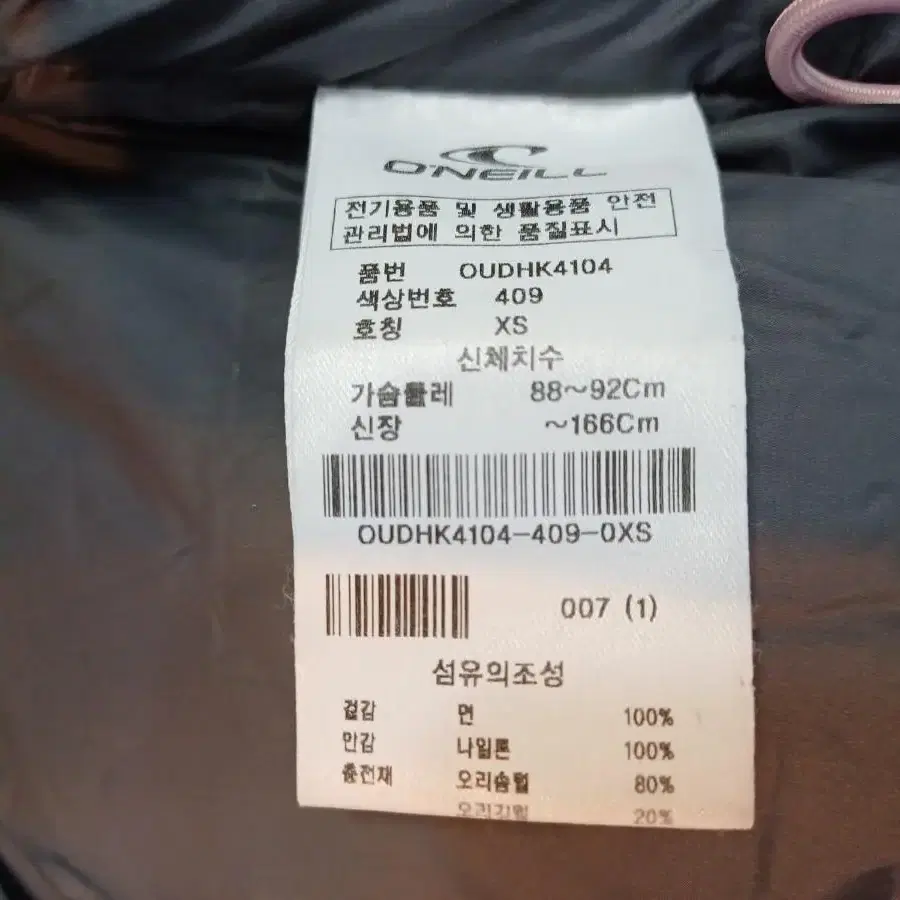 O'NEILL
전기용품 및 생활용품 안전
관리법에 의한 품질표시
품번 OUDHK4104
색상번호 409
호칭 XS
신체치수
가슴둘레 88~92Cm
신장 ~166Cm
OUDHK4104-409-0XS
007 (1)
섬유의조성
겉감 면 100%
안감 나일론 100%
충전재 오리솜털 80%
오리깃털 20%